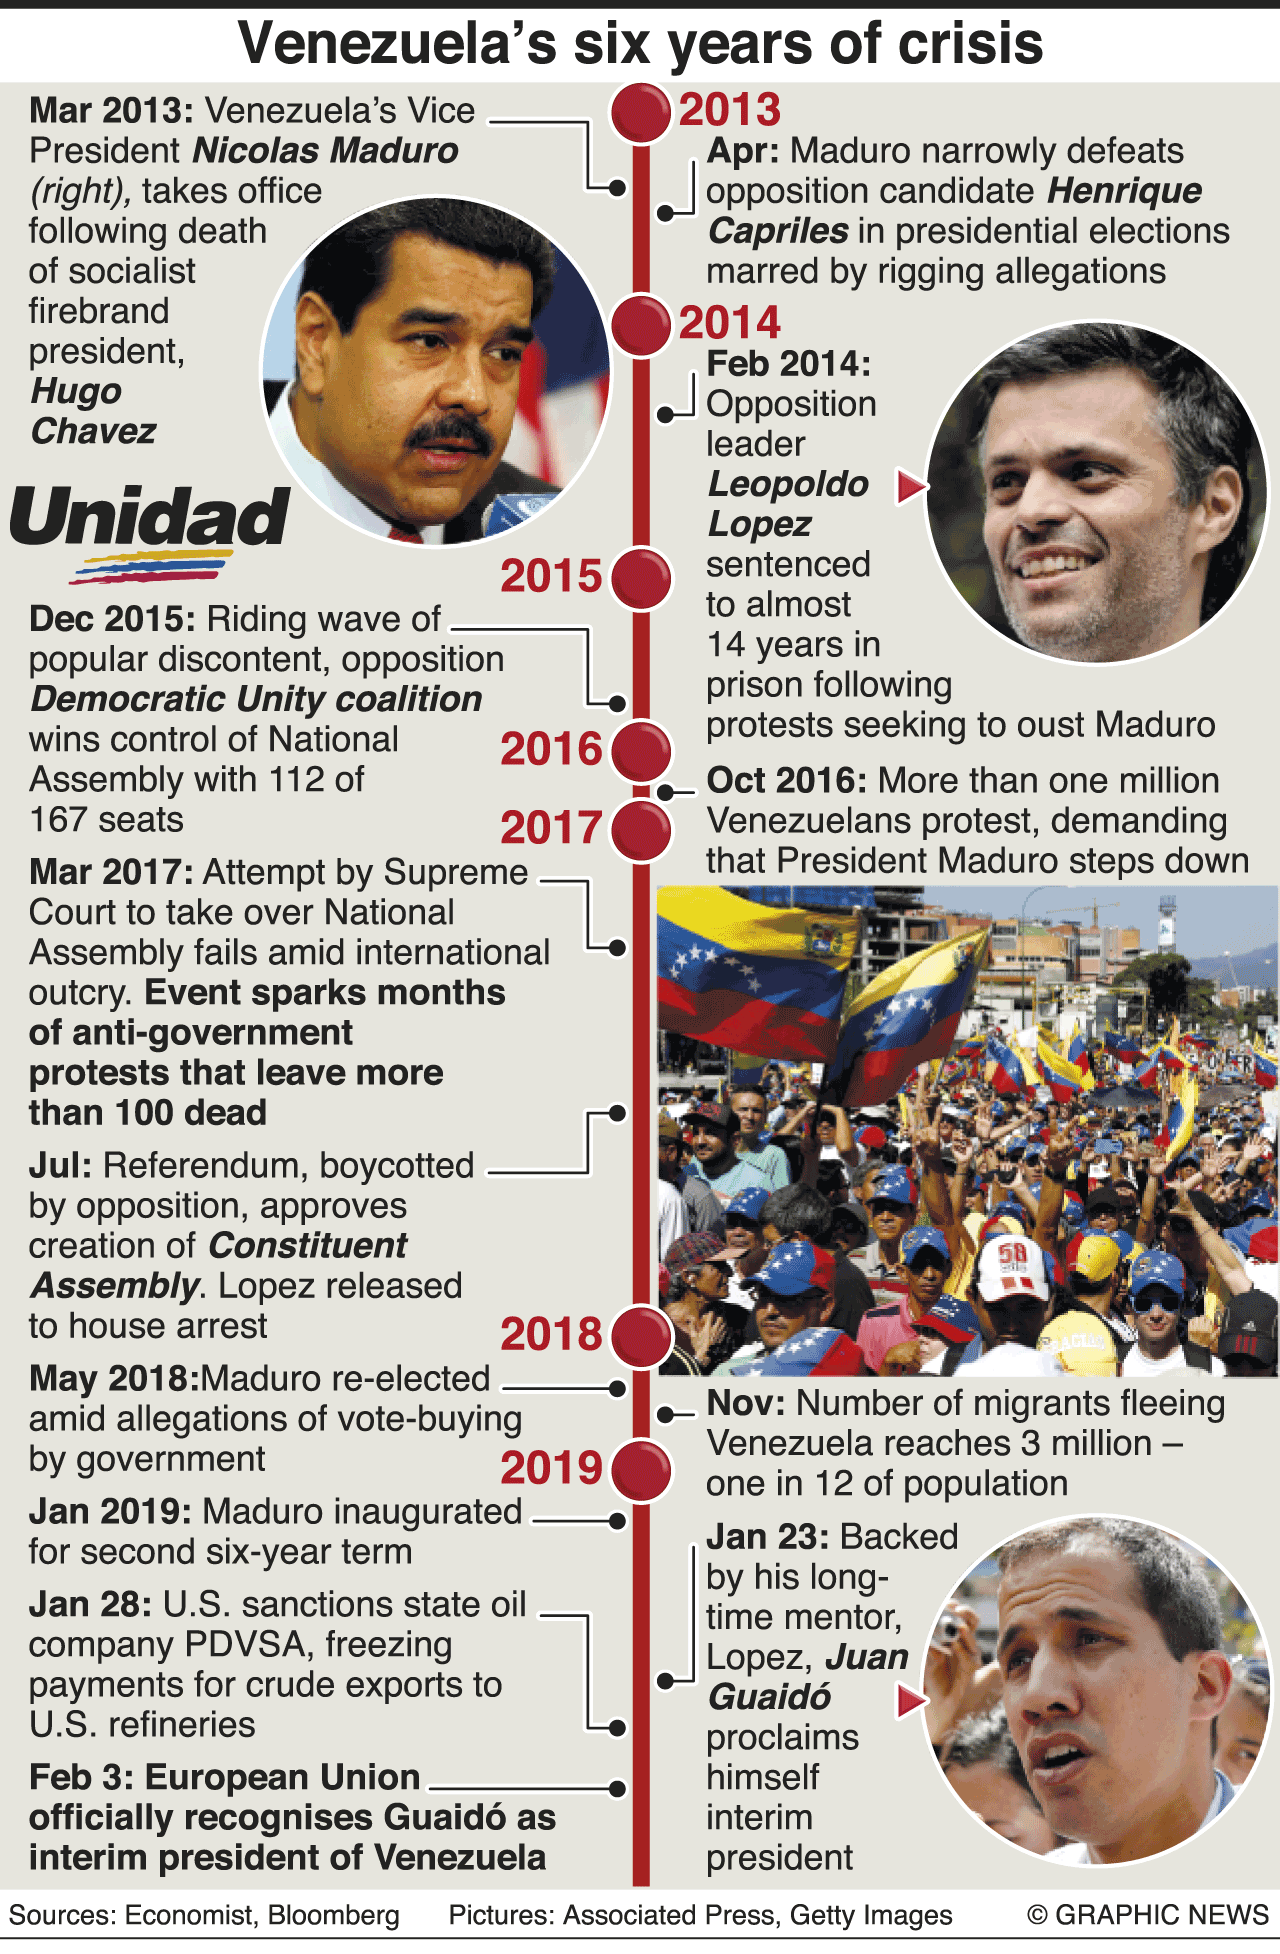 Venezuela’s six years of crisis
2013
Mar 2013: Venezuela’s Vice
President Nicolas Maduro
(right), takes office
following death
of socialist
firebrand
president,
Hugo
Chavez
Apr: Maduro narrowly defeats
opposition candidate Henrique
Capriles in presidential elections
marred by rigging allegations
2014
Feb 2014:
Opposition
leader
Leopoldo
Lopez
sentenced
to almost
14 years in
prison following
protests seeking to oust Maduro
Unidad
2015
Dec 2015: Riding wave of
popular discontent, opposition
Democratic Unity coalition
wins control of National
Assembly with 112 of
167 seats
2016
Oct 2016: More than one million
Venezuelans protest, demanding
that President Maduro steps down
2017
Mar 2017: Attempt by Supreme
Court to take over National
Assembly fails amid international
outcry. Event sparks months
of anti-government
protests that leave more
than 100 dead
Jul: Referendum, boycotted
by opposition, approves
creation of Constituent
Assembly. Lopez released
to house arrest
58
2018
May 2018:Maduro re-elected
amid allegations of vote-buying
by government
Nov: Number of migrants fleeing
Venezuela reaches 3 million –
one in 12 of population
2019
Jan 2019: Maduro inaugurated
for second six-year term
Jan 23: Backed
by his long-
time mentor,
Lopez, Juan
Guaidó
proclaims
himself
interim
president
Jan 28: U.S. sanctions state oil
company PDVSA, freezing
payments for crude exports to
U.S. refineries
Feb 3: European Union
officially recognises Guaidó as
interim president of Venezuela
Sources: Economist, Bloomberg
Pictures: Associated Press, Getty Images
© GRAPHIC NEWS